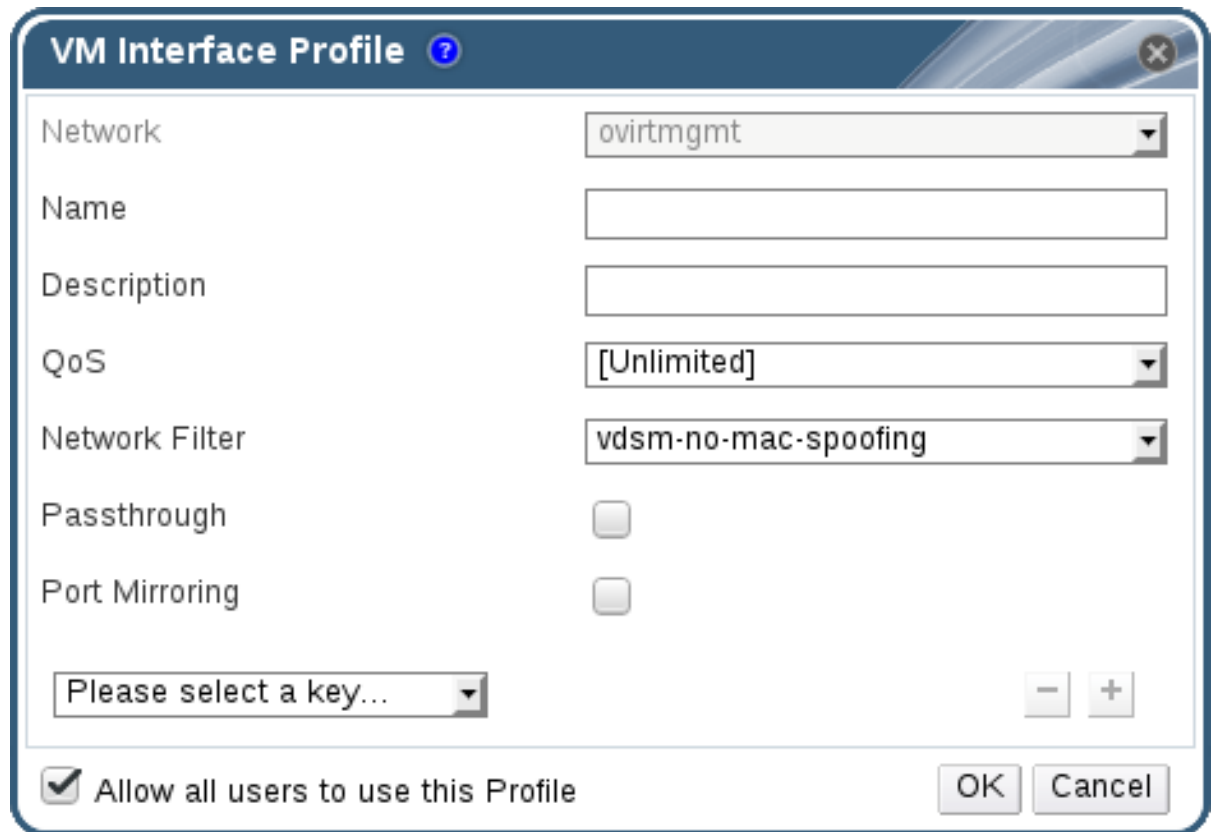 VM Interface Profile ?
Network ovirtmgmt
Name
Description
QoS [Unlimited]
Network Filter vdsm-no-mac-spoofing
Passthrough
Port Mirroring
Please select a key... − +
Allow all users to use this Profile OK Cancel